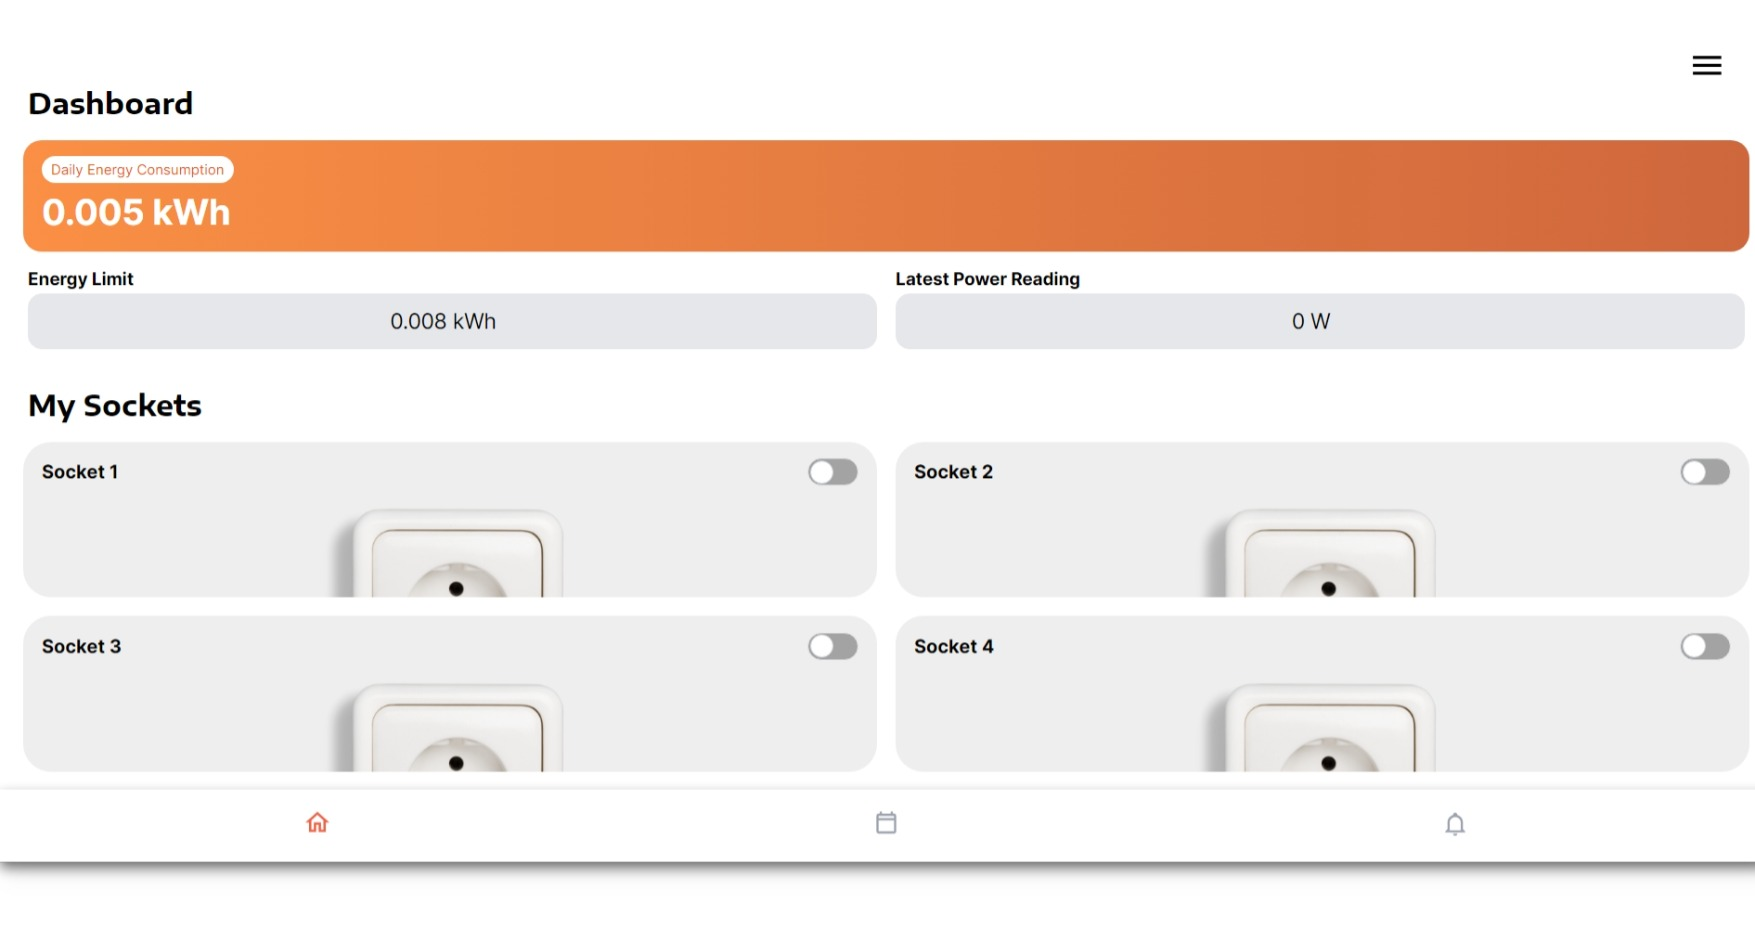 Dashboard
Daily Energy Consumption
0.005 kWh
Energy Limit
Latest Power Reading
0.008 kWh
0 W
My Sockets
Socket 1
Socket 2
Socket 3
Socket 4